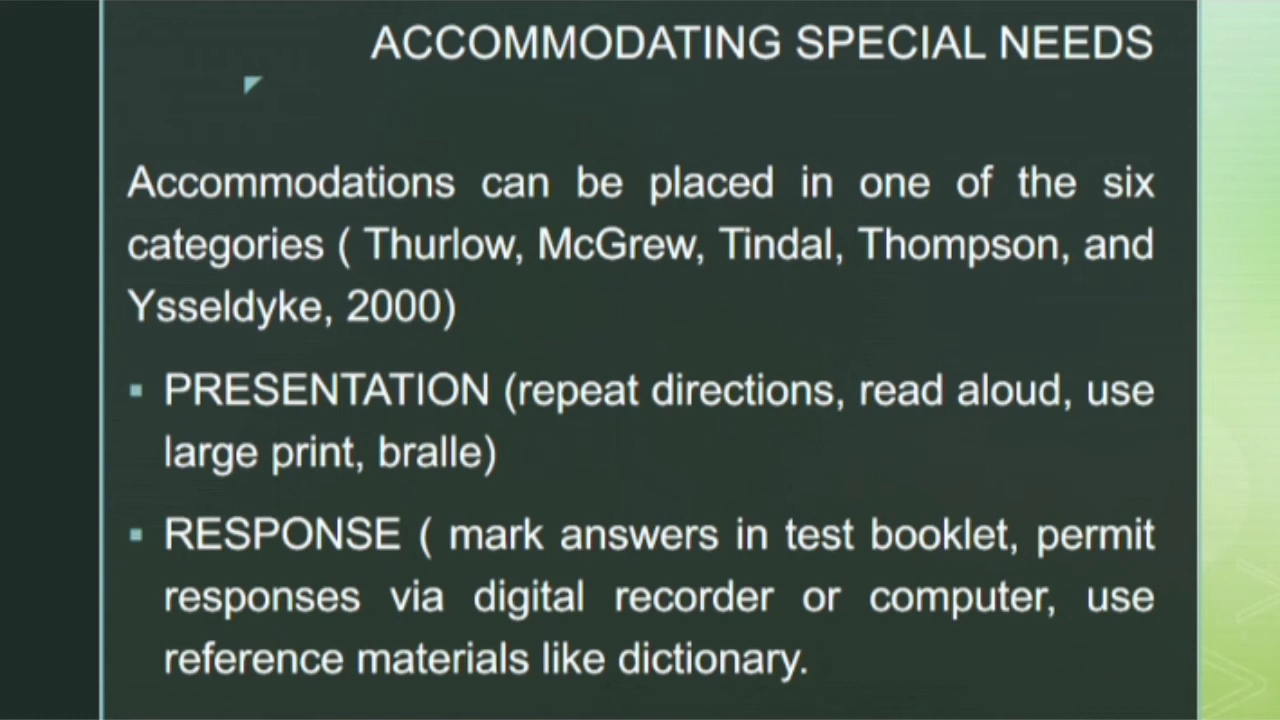 ACCOMMODATING SPECIAL NEEDS
Accommodations can be placed in one of the six
categories ( Thurlow, McGrew, Tindal, Thompson, and
Ysseldyke, 2000)
▪ PRESENTATION (repeat directions, read aloud, use
large print, bralle)
▪ RESPONSE ( mark answers in test booklet, permit
responses via digital recorder or computer, use
reference materials like dictionary.